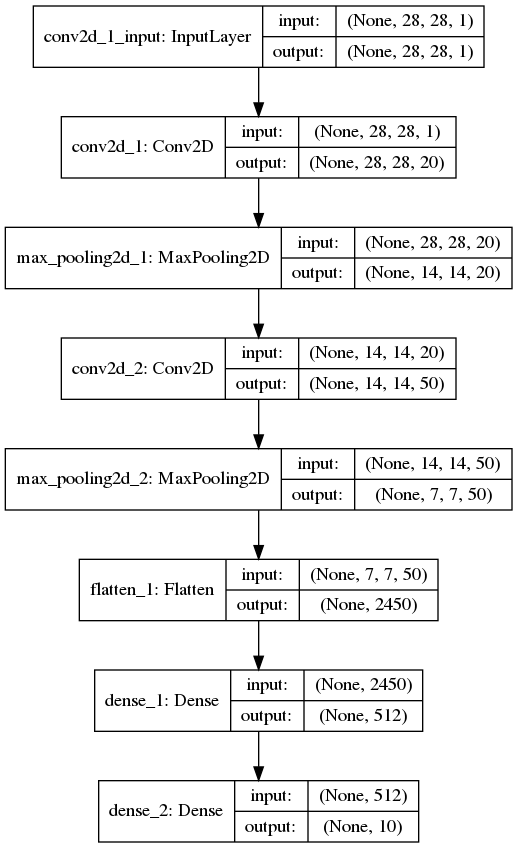 conv2d_1_input: InputLayer
input: (None, 28, 28, 1)
output: (None, 28, 28, 1)
conv2d_1: Conv2D
input: (None, 28, 28, 1)
output: (None, 28, 28, 20)
max_pooling2d_1: MaxPooling2D
input: (None, 28, 28, 20)
output: (None, 14, 14, 20)
conv2d_2: Conv2D
input: (None, 14, 14, 20)
output: (None, 14, 14, 50)
max_pooling2d_2: MaxPooling2D
input: (None, 14, 14, 50)
output: (None, 7, 7, 50)
flatten_1: Flatten
input: (None, 7, 7, 50)
output: (None, 2450)
dense_1: Dense
input: (None, 2450)
output: (None, 512)
dense_2: Dense
input: (None, 512)
output: (None, 10)